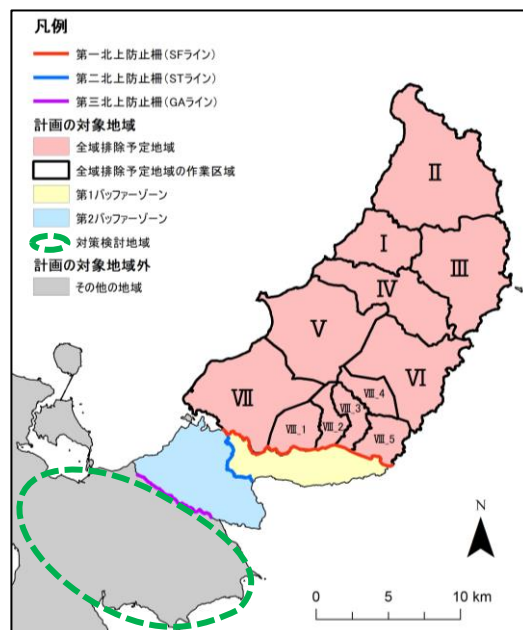 凡例
第一北上防止柵(SFライン)
第二北上防止柵(STライン)
第三北上防止柵(GAライン)
計画の対象地域
全域排除予定地域
全域排除予定地域の作業区域
第1バッファーゾーン
第2バッファーゾーン
対策検討地域
計画の対象地域外
その他の地域
Ⅱ
Ⅰ
Ⅲ
Ⅳ
Ⅴ
Ⅵ
Ⅶ
Ⅷ_4
Ⅷ_3
Ⅷ_1
Ⅷ_2
Ⅷ_5
N
0 5 10 km